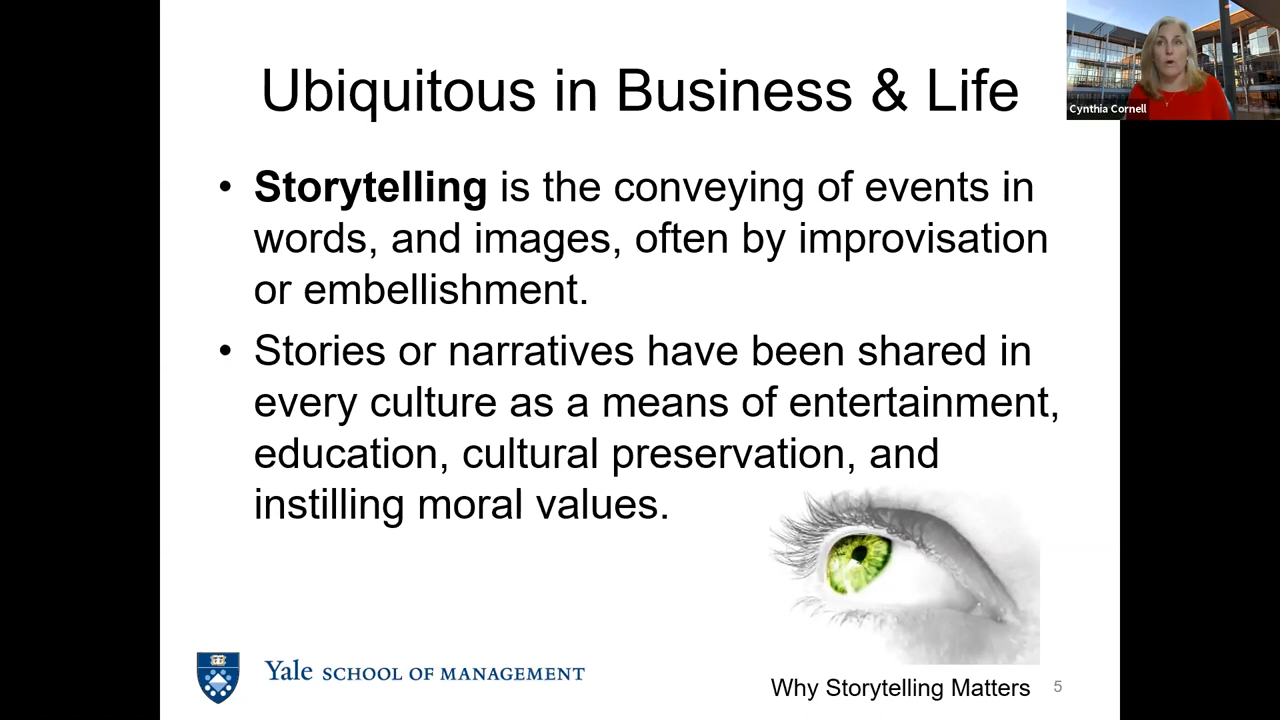 Ubiquitous in Business & Life
Cynthia Cornell
• Storytelling is the conveying of events in
words, and images, often by improvisation
or embellishment.
• Stories or narratives have been shared in
every culture as a means of entertainment,
education, cultural preservation, and
instilling moral values.
Yale SCHOOL OF MANAGEMENT
Why Storytelling Matters 5